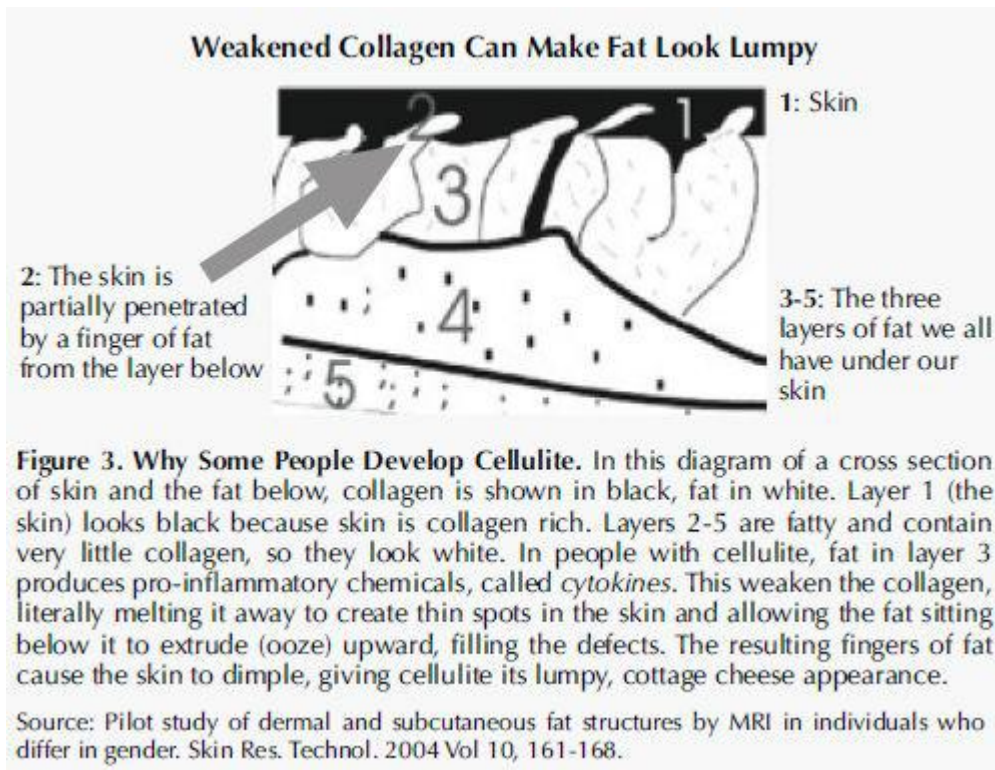 Weakened Collagen Can Make Fat Look Lumpy
2
1
1: Skin
3
2: The skin is
partially penetrated
by a finger of fat
from the layer below
4
3-5: The three
layers of fat we all
have under our
skin
5
Figure 3. Why Some People Develop Cellulite. In this diagram of a cross section
of skin and the fat below, collagen is shown in black, fat in white. Layer 1 (the
skin) looks black because skin is collagen rich. Layers 2-5 are fatty and contain
very little collagen, so they look white. In people with cellulite, fat in layer 3
produces pro-inflammatory chemicals, called cytokines. This weaken the collagen,
literally melting it away to create thin spots in the skin and allowing the fat sitting
below it to extrude (ooze) upward, filling the defects. The resulting fingers of fat
cause the skin to dimple, giving cellulite its lumpy, cottage cheese appearance.
Source: Pilot study of dermal and subcutaneous fat structures by MRI in individuals who
differ in gender. Skin Res. Technol. 2004 Vol 10, 161-168.